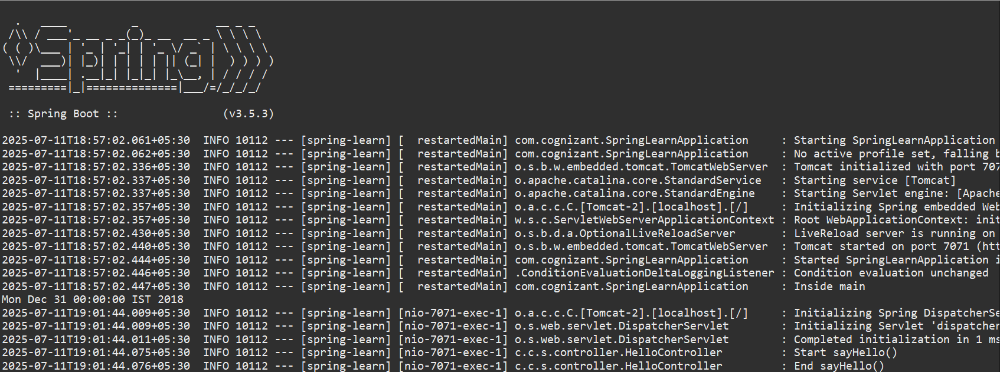 .   ____          _            __ _ _
 /\\ / ___'_ __ _ _(_)_ __  __ _ \ \ \ \
( ( )\___ | '_ | '_| | '_ \/ _` | \ \ \ \
 \\/  ___)| |_)| | | | | || (_| |  ) ) ) )
  '  |____| .__|_| |_|_| |_\__, | / / / /
 =========|_|==============|___/=/_/_/_/

 :: Spring Boot ::                (v3.5.3)

2025-07-11T18:57:02.061+05:30  INFO 10112 --- [spring-learn] [  restartedMain] com.cognizant.SpringLearnApplication     : Starting SpringLearnApplication
2025-07-11T18:57:02.062+05:30  INFO 10112 --- [spring-learn] [  restartedMain] com.cognizant.SpringLearnApplication     : No active profile set, falling b
2025-07-11T18:57:02.336+05:30  INFO 10112 --- [spring-learn] [  restartedMain] o.s.b.w.embedded.tomcat.TomcatWebServer  : Tomcat initialized with port 707
2025-07-11T18:57:02.337+05:30  INFO 10112 --- [spring-learn] [  restartedMain] o.apache.catalina.core.StandardService   : Starting service [Tomcat]
2025-07-11T18:57:02.337+05:30  INFO 10112 --- [spring-learn] [  restartedMain] o.apache.catalina.core.StandardEngine    : Starting Servlet engine: [Apache
2025-07-11T18:57:02.357+05:30  INFO 10112 --- [spring-learn] [  restartedMain] o.a.c.c.C.[Tomcat-2].[localhost].[/]     : Initializing Spring embedded Web
2025-07-11T18:57:02.357+05:30  INFO 10112 --- [spring-learn] [  restartedMain] w.s.c.ServletWebServerApplicationContext : Root WebApplicationContext: init
2025-07-11T18:57:02.430+05:30  INFO 10112 --- [spring-learn] [  restartedMain] o.s.b.d.a.OptionalLiveReloadServer       : LiveReload server is running on
2025-07-11T18:57:02.440+05:30  INFO 10112 --- [spring-learn] [  restartedMain] o.s.b.w.embedded.tomcat.TomcatWebServer  : Tomcat started on port 7071 (htt
2025-07-11T18:57:02.444+05:30  INFO 10112 --- [spring-learn] [  restartedMain] com.cognizant.SpringLearnApplication     : Started SpringLearnApplication i
2025-07-11T18:57:02.446+05:30  INFO 10112 --- [spring-learn] [  restartedMain] .ConditionEvaluationDeltaLoggingListener : Condition evaluation unchanged
2025-07-11T18:57:02.447+05:30  INFO 10112 --- [spring-learn] [  restartedMain] com.cognizant.SpringLearnApplication     : Inside main
Mon Dec 31 00:00:00 IST 2018
2025-07-11T19:01:44.009+05:30  INFO 10112 --- [spring-learn] [nio-7071-exec-1] o.a.c.c.C.[Tomcat-2].[localhost].[/]     : Initializing Spring DispatcherSe
2025-07-11T19:01:44.009+05:30  INFO 10112 --- [spring-learn] [nio-7071-exec-1] o.s.web.servlet.DispatcherServlet        : Initializing Servlet 'dispatcher
2025-07-11T19:01:44.011+05:30  INFO 10112 --- [spring-learn] [nio-7071-exec-1] o.s.web.servlet.DispatcherServlet        : Completed initialization in 1 ms
2025-07-11T19:01:44.075+05:30  INFO 10112 --- [spring-learn] [nio-7071-exec-1] c.c.s.controller.HelloController         : Start sayHello()
2025-07-11T19:01:44.076+05:30  INFO 10112 --- [spring-learn] [nio-7071-exec-1] c.c.s.controller.HelloController         : End sayHello()